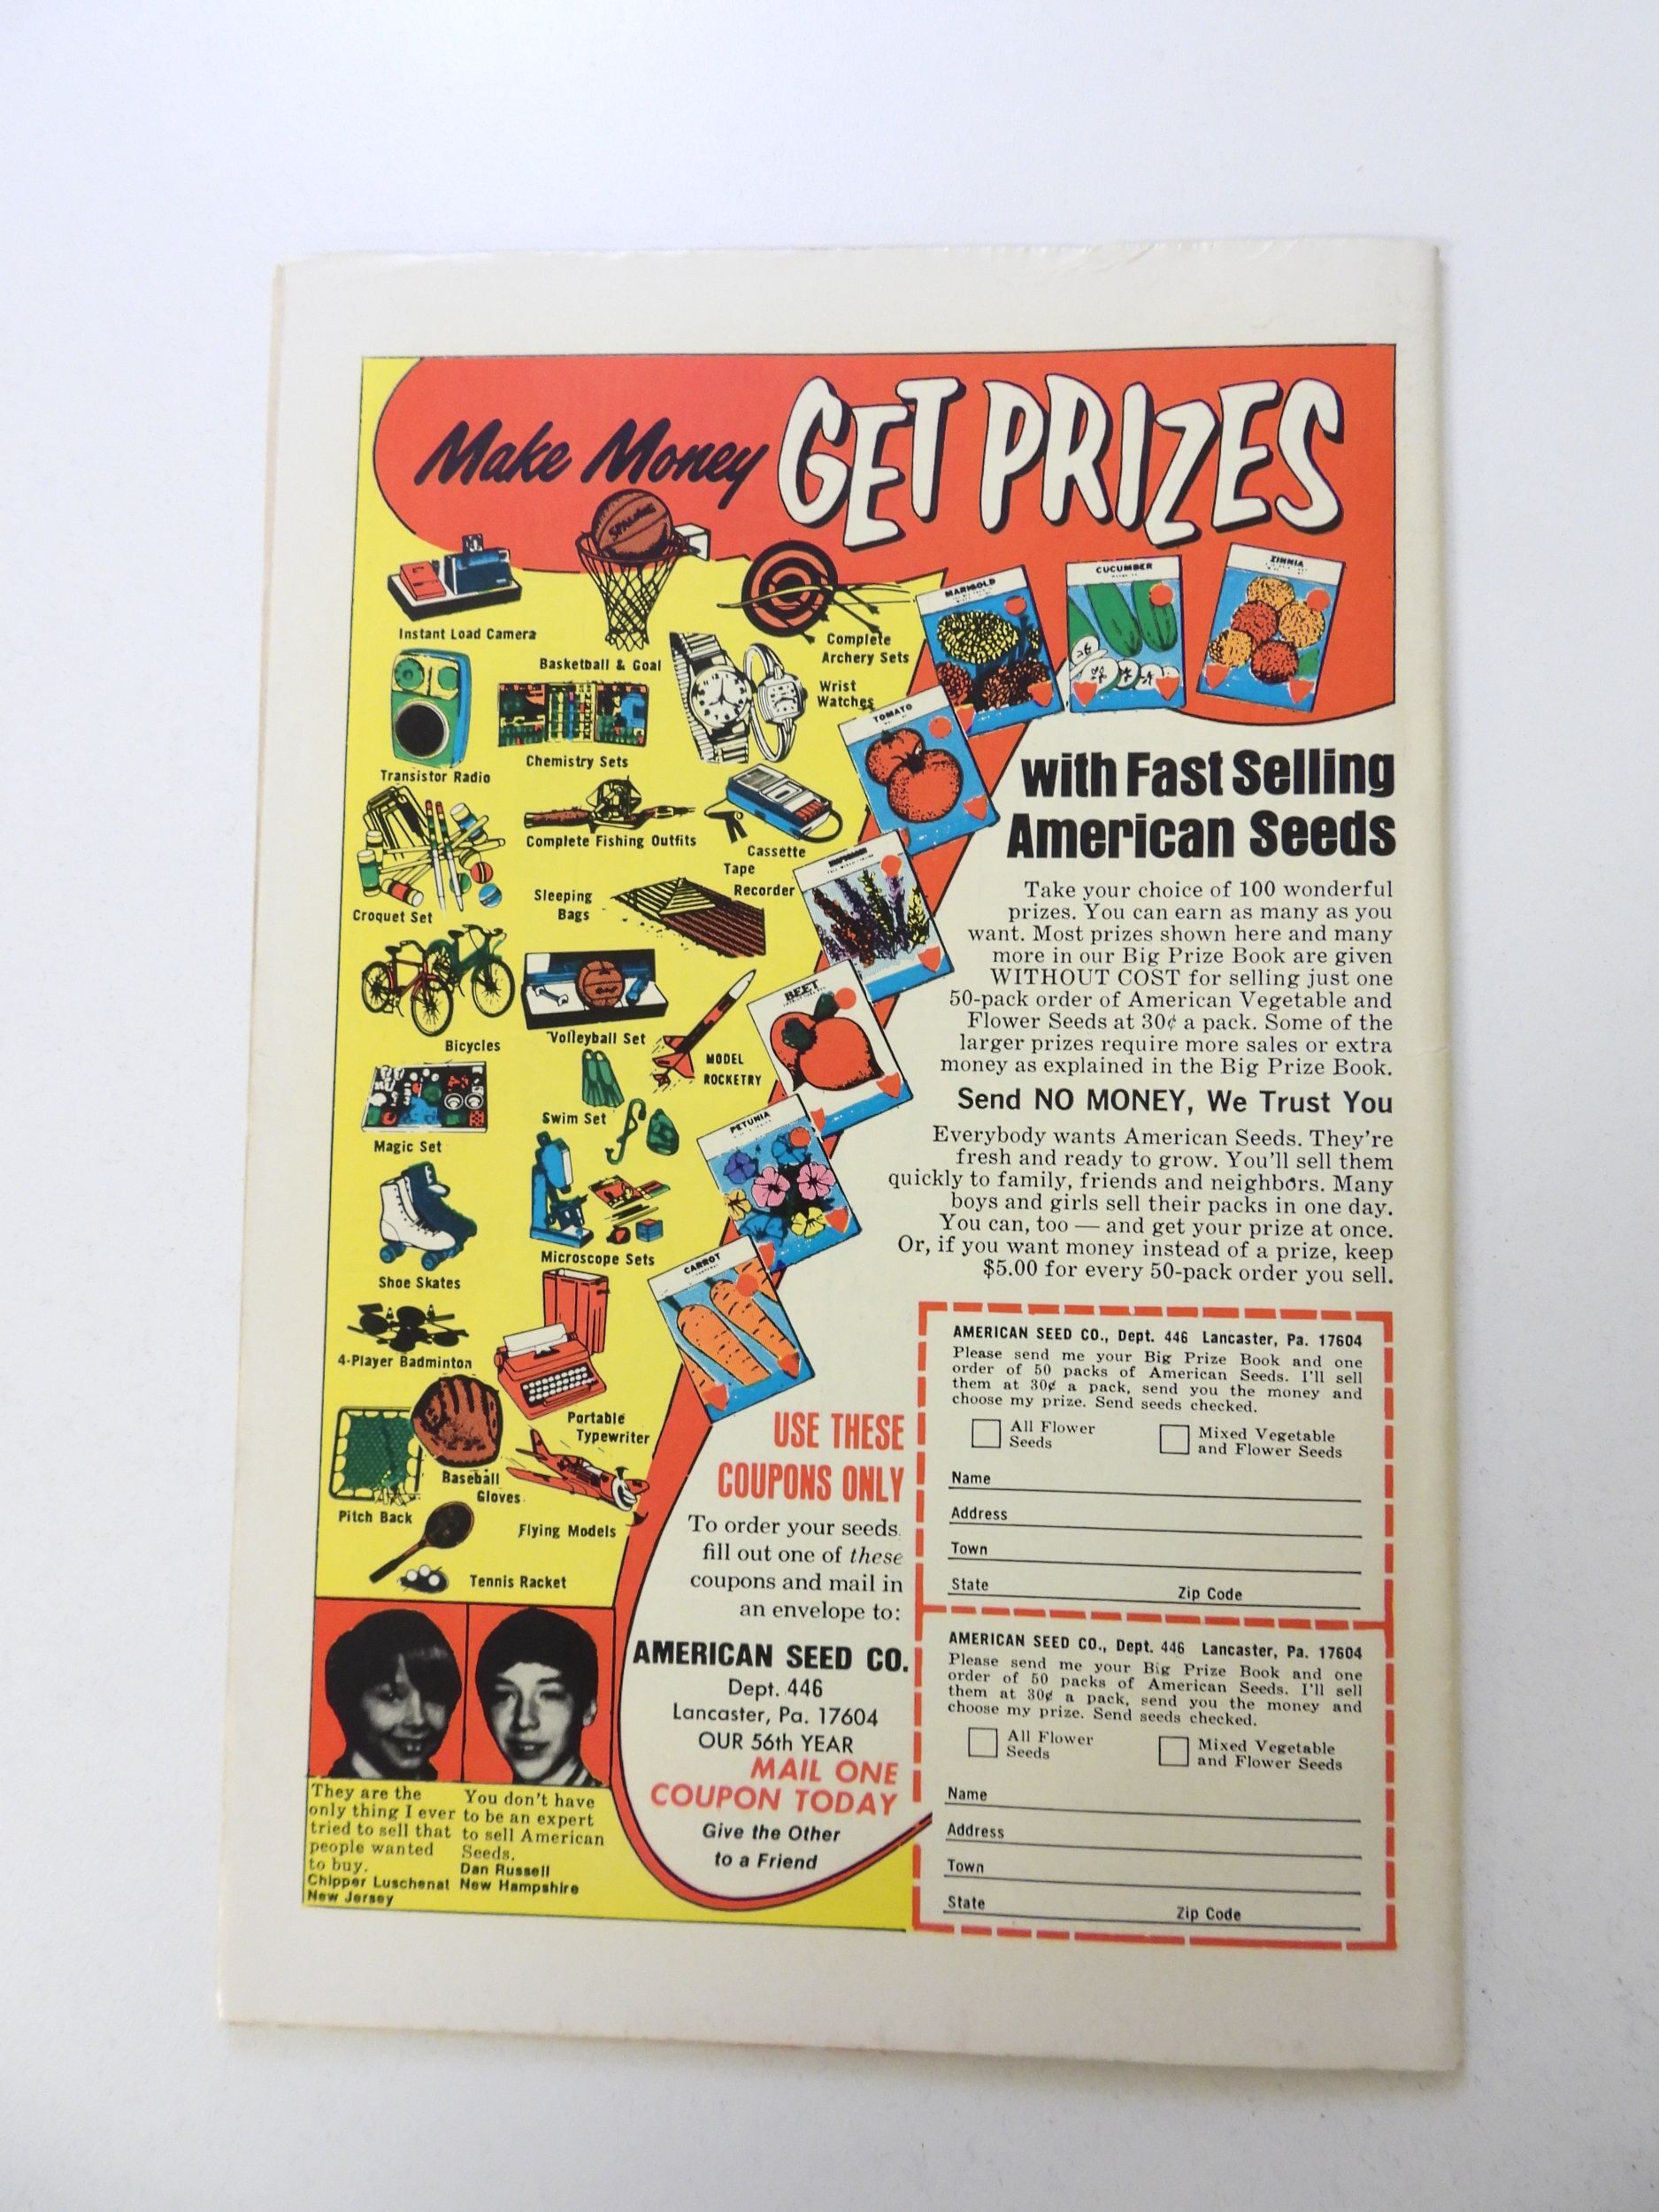 Make Money GET PRIZES
SPALDING
Instant Load Camera
Basketball & Goal
Complete
Archery Sets
Wrist
Watches
Transistor Radio
Chemistry Sets
Complete Fishing Outfits
Cassette
Tape
Recorder
Croquet Set
Sleeping
Bags
Bicycles
Volleyball Set
MODEL
ROCKETRY
Magic Set
Swim Set
Shoe Skates
Microscope Sets
4-Player Badminton
Portable
Typewriter
Pitch Back
Baseball
Gloves
Flying Models
Tennis Racket
MARIGOLD
CUCUMBER
ZINNIA
TOMATO
BEET
PETUNIA
CARROT
with Fast Selling
American Seeds
Take your choice of 100 wonderful
prizes. You can earn as many as you
want. Most prizes shown here and many
more in our Big Prize Book are given
WITHOUT COST for selling just one
50-pack order of American Vegetable and
Flower Seeds at 30¢ a pack. Some of the
larger prizes require more sales or extra
money as explained in the Big Prize Book.
Send NO MONEY, We Trust You
Everybody wants American Seeds. They're
fresh and ready to grow. You'll sell them
quickly to family, friends and neighbors. Many
boys and girls sell their packs in one day.
You can, too — and get your prize at once.
Or, if you want money instead of a prize, keep
$5.00 for every 50-pack order you sell.
USE THESE
COUPONS ONLY
To order your seeds
fill out one of these
coupons and mail in
an envelope to:
AMERICAN SEED CO.
Dept. 446
Lancaster, Pa. 17604
OUR 56th YEAR
MAIL ONE
COUPON TODAY
Give the Other
to a Friend
They are the
only thing I ever
tried to sell that
people wanted
to buy.
Chipper Luschenat
New Jersey
You don't have
to be an expert
to sell American
Seeds.
Dan Russell
New Hampshire
AMERICAN SEED CO., Dept. 446 Lancaster, Pa. 17604
Please send me your Big Prize Book and one
order of 50 packs of American Seeds. I'll sell
them at 30¢ a pack, send you the money and
choose my prize. Send seeds checked.
All Flower
Seeds
Mixed Vegetable
and Flower Seeds
Name
Address
Town
State Zip Code
AMERICAN SEED CO., Dept. 446 Lancaster, Pa. 17604
Please send me your Big Prize Book and one
order of 50 packs of American Seeds. I'll sell
them at 30¢ a pack, send you the money and
choose my prize. Send seeds checked.
All Flower
Seeds
Mixed Vegetable
and Flower Seeds
Name
Address
Town
State Zip Code